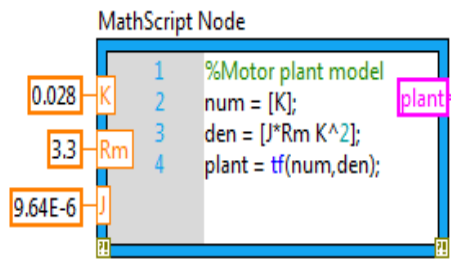 MathScript Node
0.028 K
3.3 Rm
9.64E-6 J
1 %Motor plant model
2 num = [K];
3 den = [J*Rm K^2];
4 plant = tf(num,den);
plant